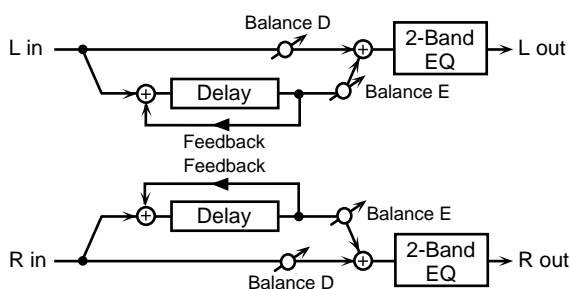 Balance D
L in
2-Band
EQ
L out
Delay
Balance E
Feedback
Feedback
Delay
Balance E
R in
2-Band
EQ
R out
Balance D